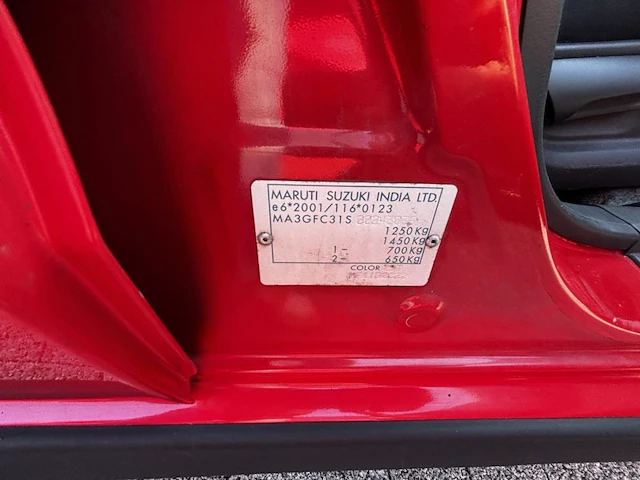 MARUTI SUZUKI INDIA LTD.
e6*2001/116*0123
MA3GFC31S
1250Kg
1450Kg
1- 700Kg
2- 650Kg
COLOR